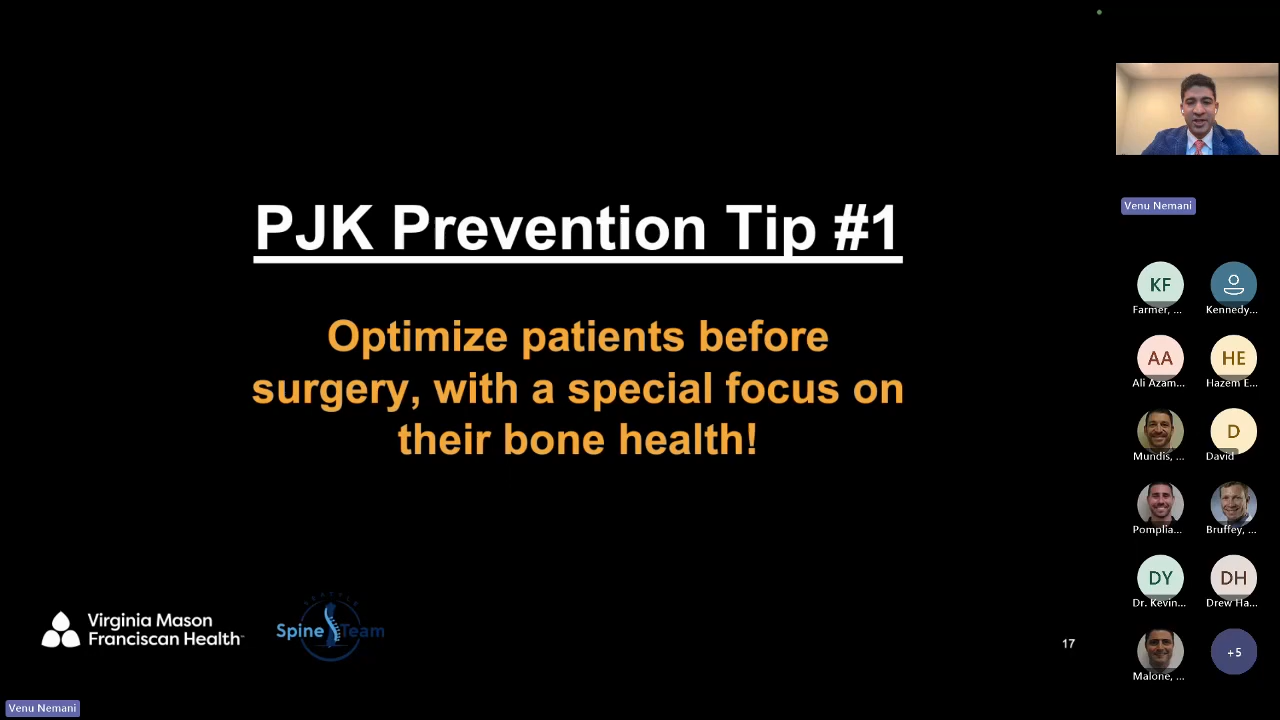 PJK Prevention Tip #1
Optimize patients before
surgery, with a special focus on
their bone health!
Virginia Mason
Franciscan Health
SEATTLE
Spine Team
17
Venu Nemani
Venu Nemani
KF
Farmer, ...
Kennedy...
AA
Ali Azam...
HE
Hazem E...
Mundis, ...
D
David
Pomplia...
Bruffey, ...
DY
Dr. Kevin...
DH
Drew Ha...
Malone, ...
+5